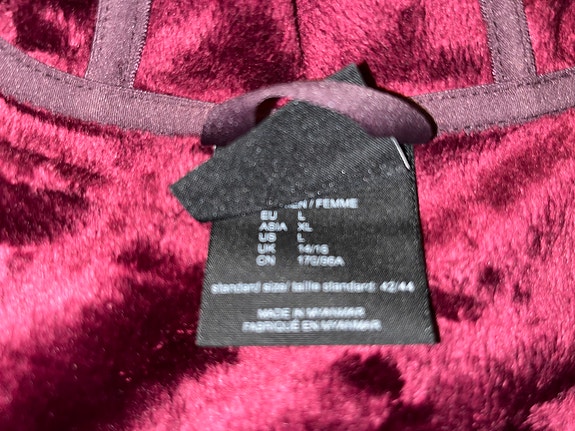 / FEMME
EU L
ASIA XL
US L
UK 14/16
CN 170/96A
standard size/ taille standard: 42/44
MADE IN MYANMAR
FABRIQUÉ EN MYANMAR